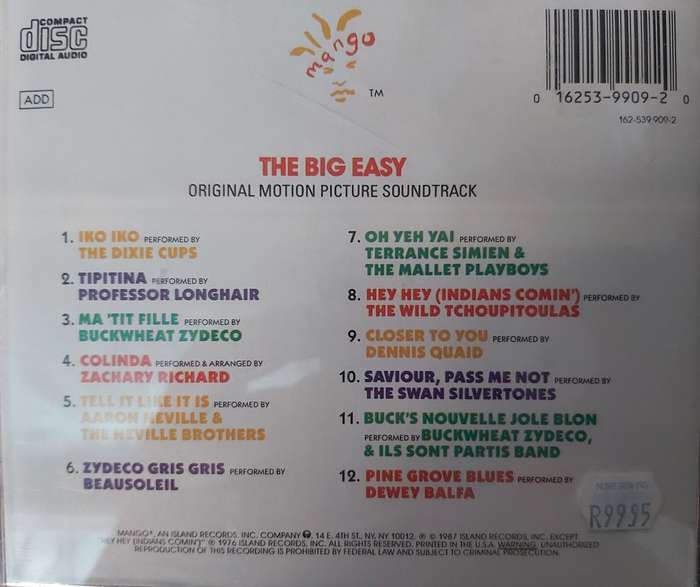 COMPACT
disc
DIGITAL AUDIO
ADD
mango
TM
0 16253-9909-2 0
162-539 909-2
THE BIG EASY
ORIGINAL MOTION PICTURE SOUNDTRACK
1. IKO IKO PERFORMED BY
THE DIXIE CUPS
2. TIPITINA PERFORMED BY
PROFESSOR LONGHAIR
3. MA 'TIT FILLE PERFORMED BY
BUCKWHEAT ZYDECO
4. COLINDA PERFORMED & ARRANGED BY
ZACHARY RICHARD
5. TELL IT LIKE IT IS PERFORMED BY
AARON NEVILLE &
THE NEVILLE BROTHERS
6. ZYDECO GRIS GRIS PERFORMED BY
BEAUSOLEIL
7. OH YEH YAI PERFORMED BY
TERRANCE SIMIEN &
THE MALLET PLAYBOYS
8. HEY HEY (INDIANS COMIN') PERFORMED BY
THE WILD TCHOUPITOULAS
9. CLOSER TO YOU PERFORMED BY
DENNIS QUAID
10. SAVIOUR, PASS ME NOT PERFORMED BY
THE SWAN SILVERTONES
11. BUCK'S NOUVELLE JOLE BLON
PERFORMED BY BUCKWHEAT ZYDECO,
& ILS SONT PARTIS BAND
12. PINE GROVE BLUES PERFORMED BY
DEWEY BALFA
R9995
MANGO®, AN ISLAND RECORDS, INC. COMPANY ℗, 14 E. 4TH ST., NY, NY 10012. ℗ © 1987 ISLAND RECORDS, INC. EXCEPT
"HEY HEY (INDIANS COMIN')" ℗ 1976 ISLAND RECORDS, INC. ALL RIGHTS RESERVED. PRINTED IN THE U.S.A. WARNING: UNAUTHORIZED
REPRODUCTION OF THIS RECORDING IS PROHIBITED BY FEDERAL LAW AND SUBJECT TO CRIMINAL PROSECUTION.